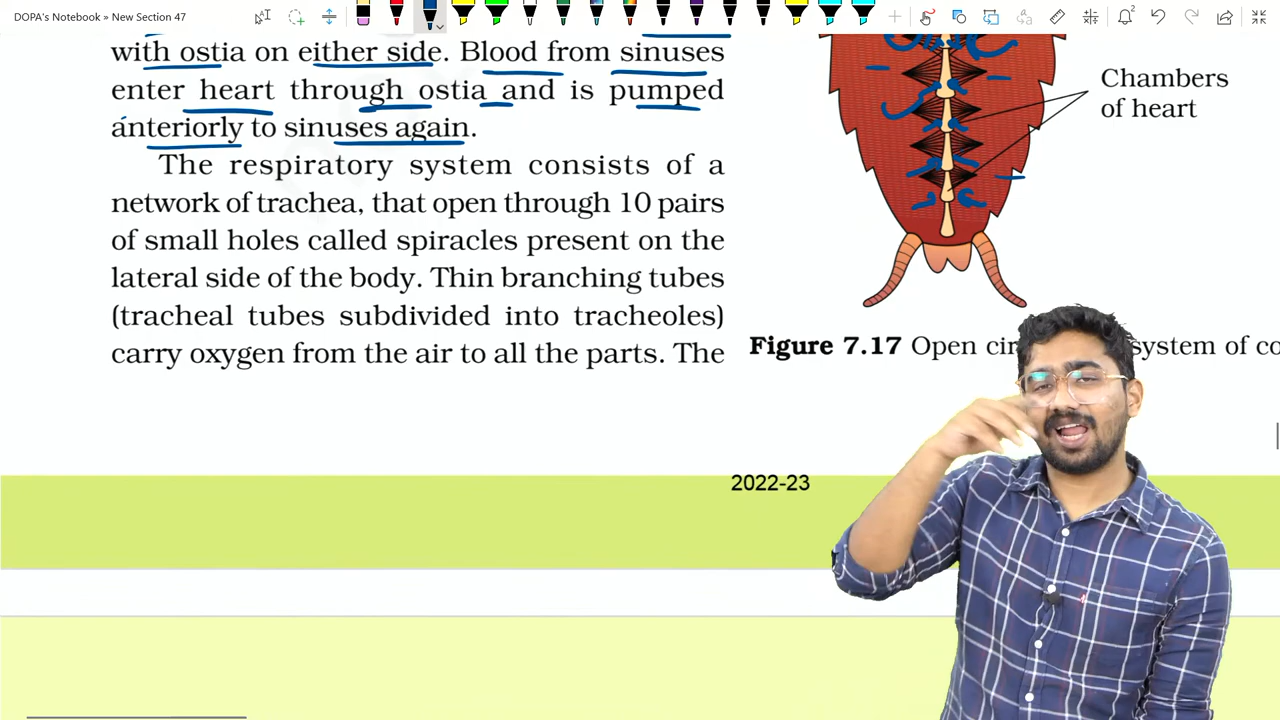 DOPA's Notebook » New Section 47
with ostia on either side. Blood from sinuses
enter heart through ostia and is pumped
anteriorly to sinuses again.
The respiratory system consists of a
network of trachea, that open through 10 pairs
of small holes called spiracles present on the
lateral side of the body. Thin branching tubes
(tracheal tubes subdivided into tracheoles)
carry oxygen from the air to all the parts. The
Chambers
of heart
Figure 7.17 Open system of
2022-23